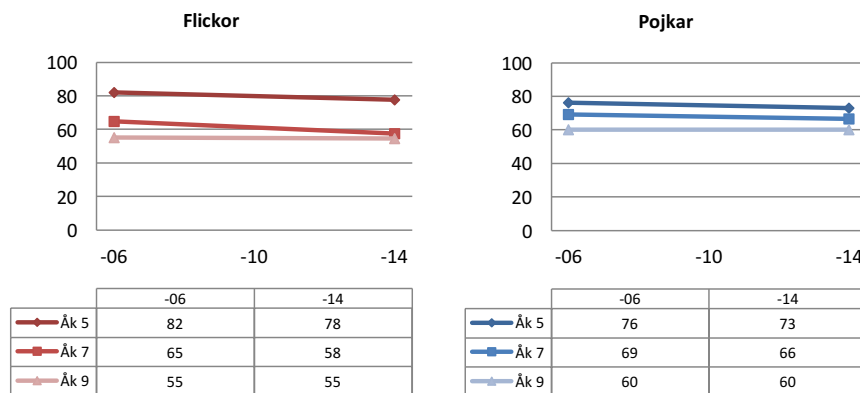 Flickor
100
80
60
40
20
0
-06 -10 -14
-06 -14
Åk 5 82 78
Åk 7 65 58
Åk 9 55 55
Pojkar
100
80
60
40
20
0
-06 -10 -14
-06 -14
Åk 5 76 73
Åk 7 69 66
Åk 9 60 60